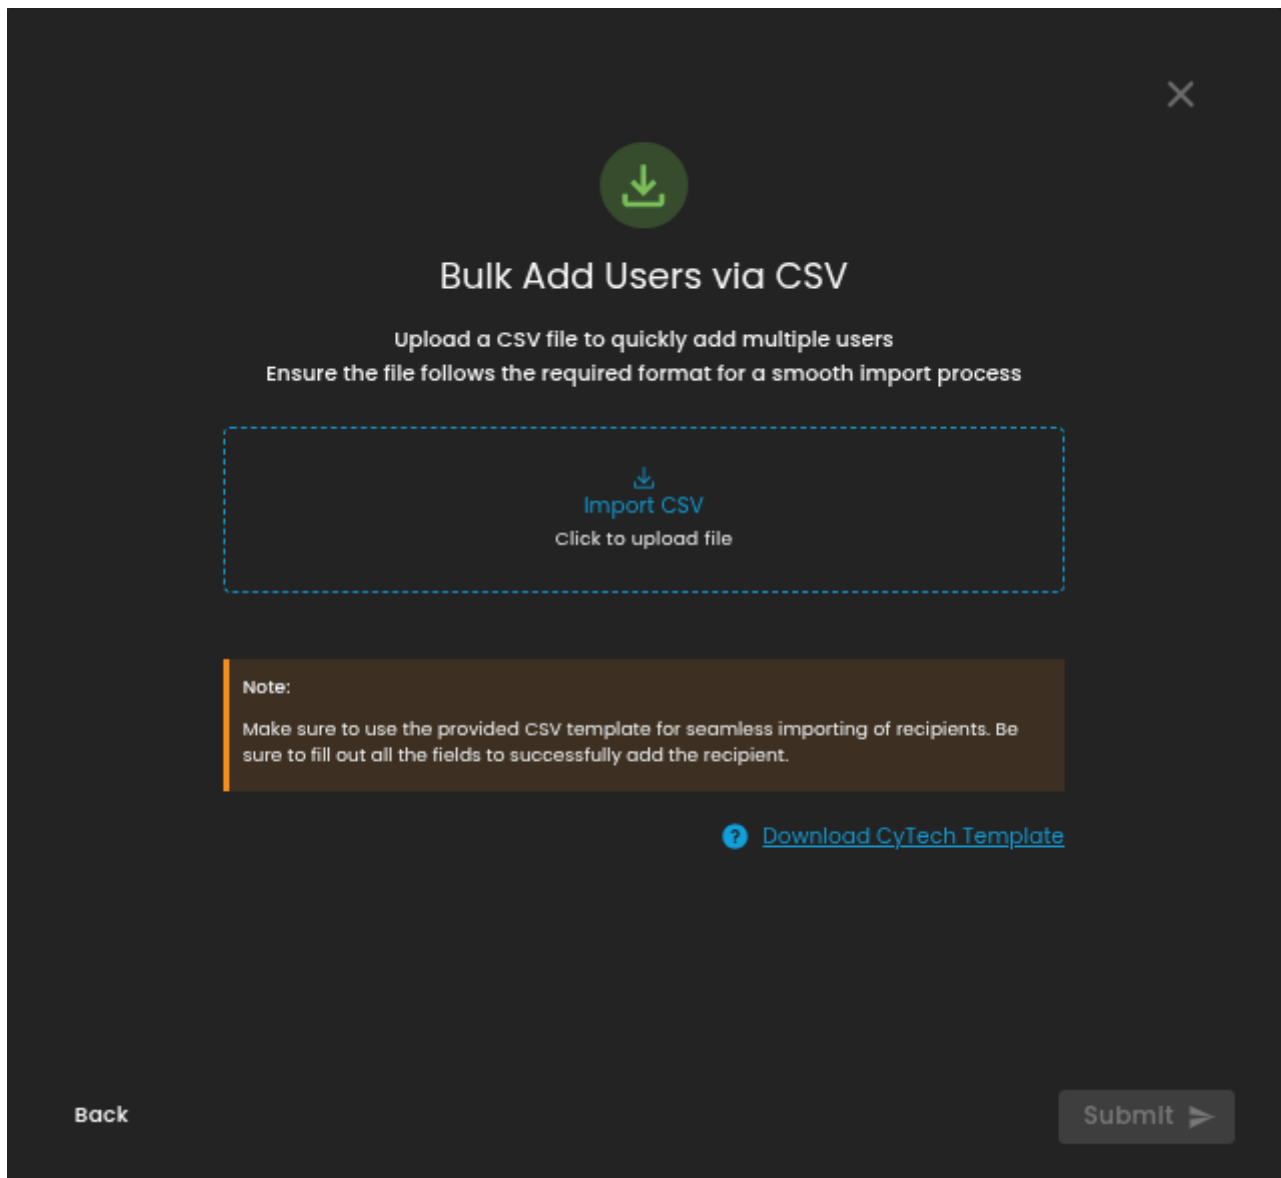 Bulk Add Users via CSV
Upload a CSV file to quickly add multiple users
Ensure the file follows the required format for a smooth import process
Import CSV
Click to upload file
Note:
Make sure to use the provided CSV template for seamless importing of recipients. Be
sure to fill out all the fields to successfully add the recipient.
? Download CyTech Template
Back
Submit